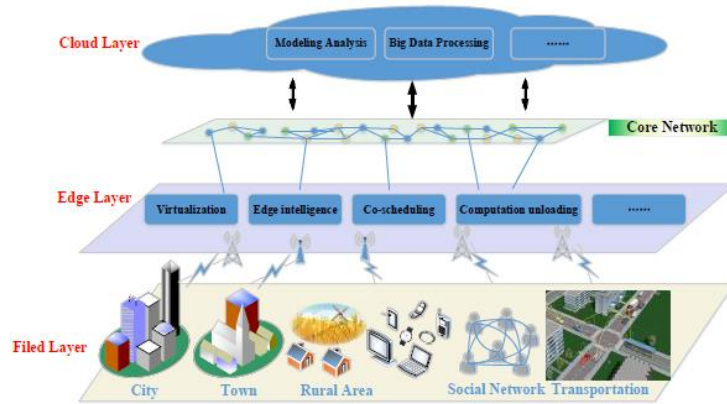 Cloud Layer
Modeling Analysis
Big Data Processing
......
Core Network
Edge Layer
Virtualization
Edge intelligence
Co-scheduling
Computation unloading
......
Filed Layer
City
Town
Rural Area
Social Network
Transportation